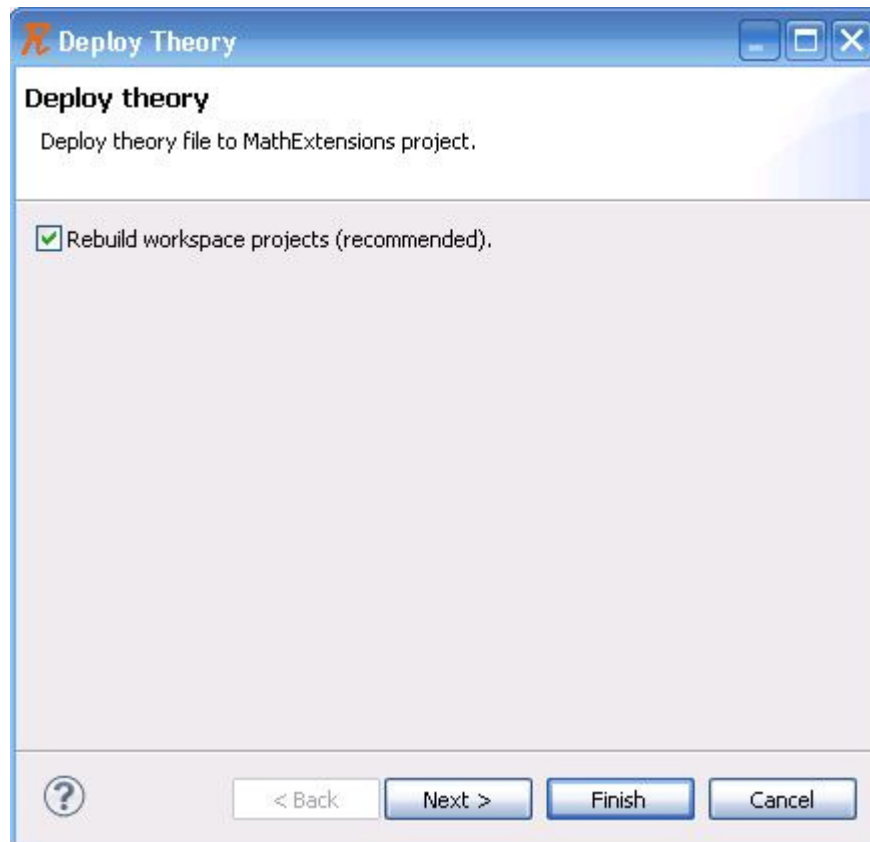 Deploy Theory
Deploy theory
Deploy theory file to MathExtensions project.
Rebuild workspace projects (recommended).
?
< Back Next > Finish Cancel